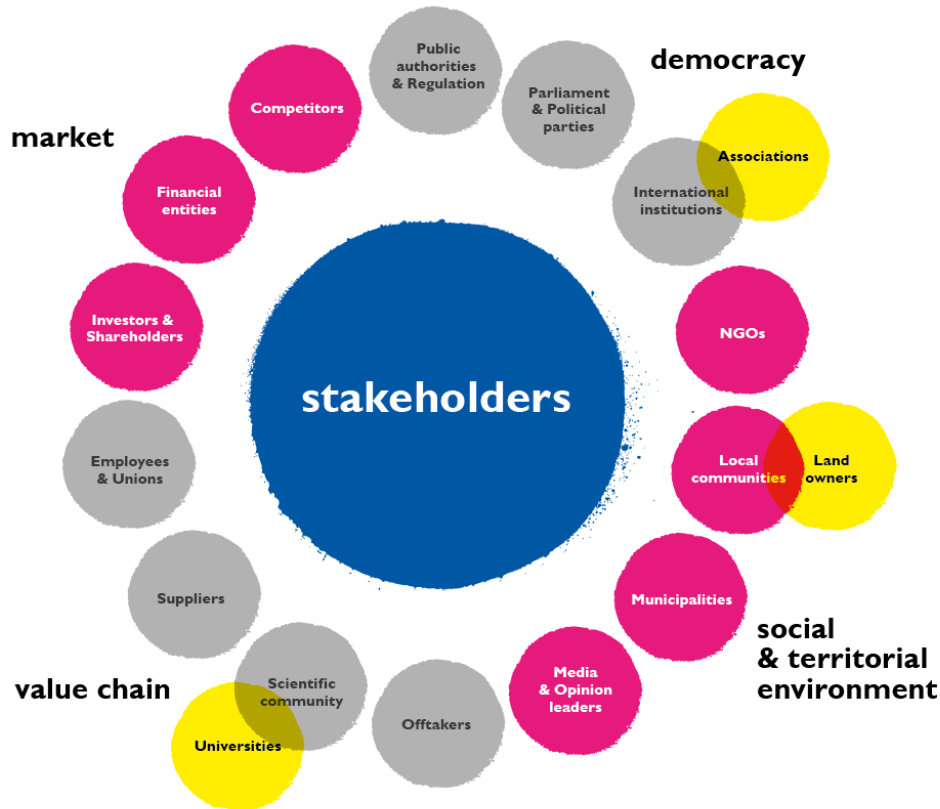 Public
authorities
& Regulation
democracy
Parliament
& Political
parties
Competitors
market
Associations
Financial
entities
International
institutions
Investors &
Shareholders
NGOs
stakeholders
Employees
& Unions
Local
communities
Land
owners
Suppliers
Municipalities
social
& territorial
environment
value chain
Scientific
community
Media
& Opinion
leaders
Offtakers
Universities